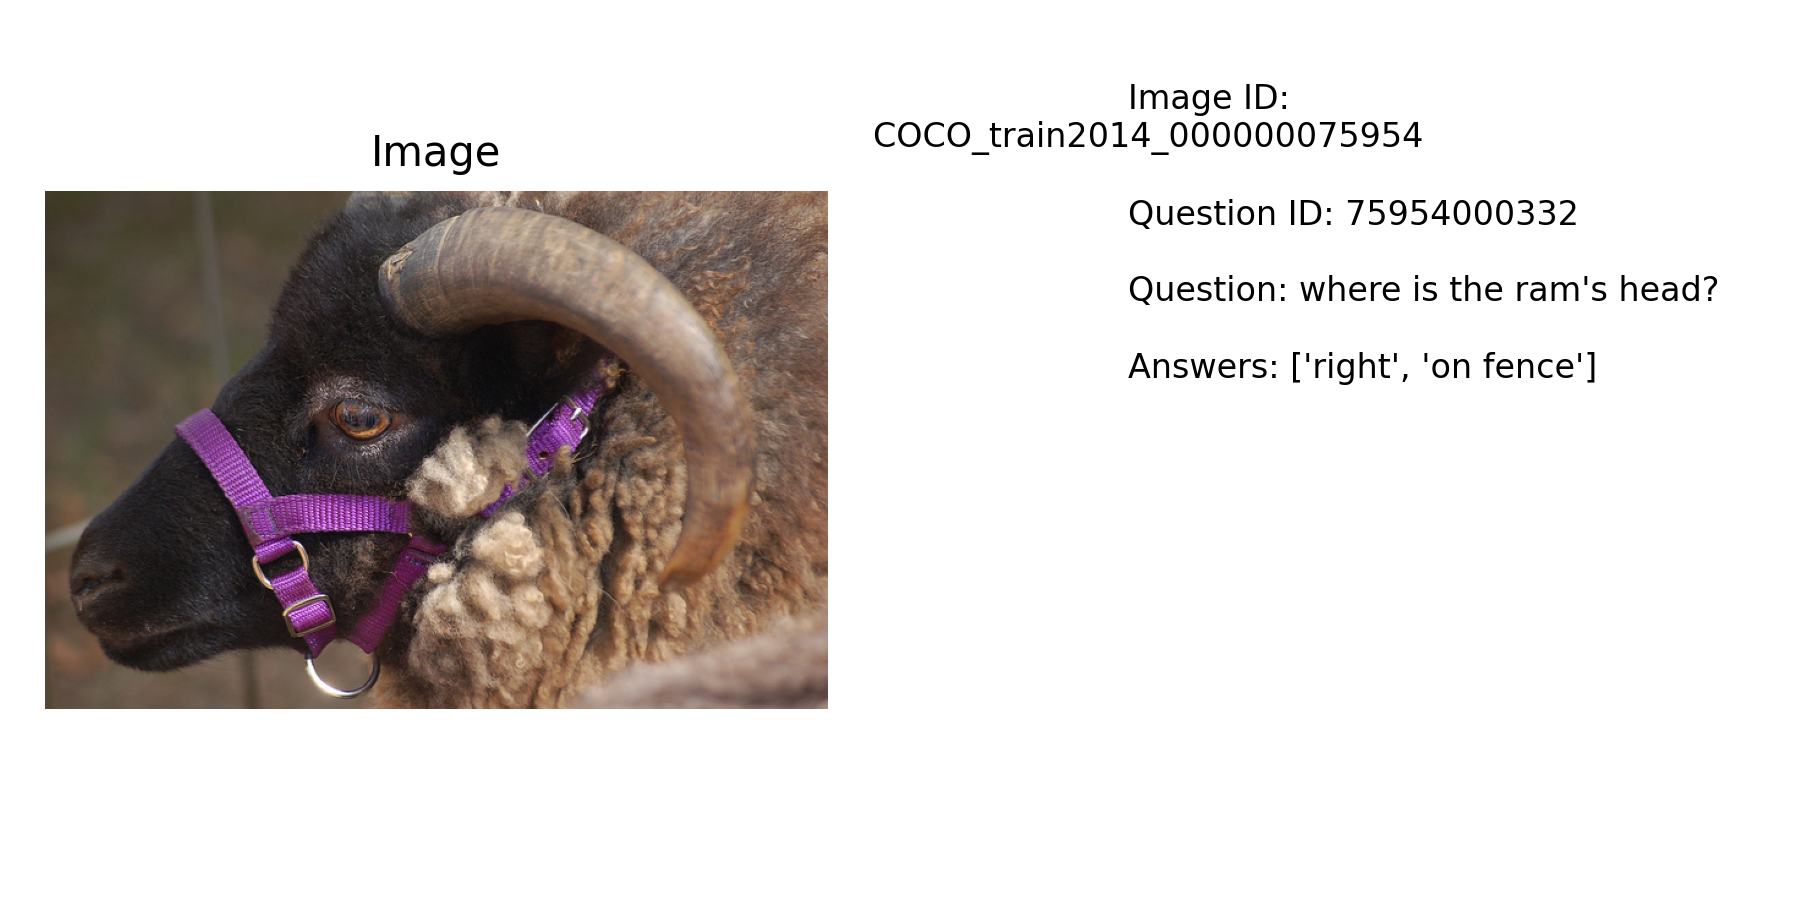 Image
Image ID:
COCO_train2014_000000075954
Question ID: 75954000332
Question: where is the ram's head?
Answers: ['right', 'on fence']